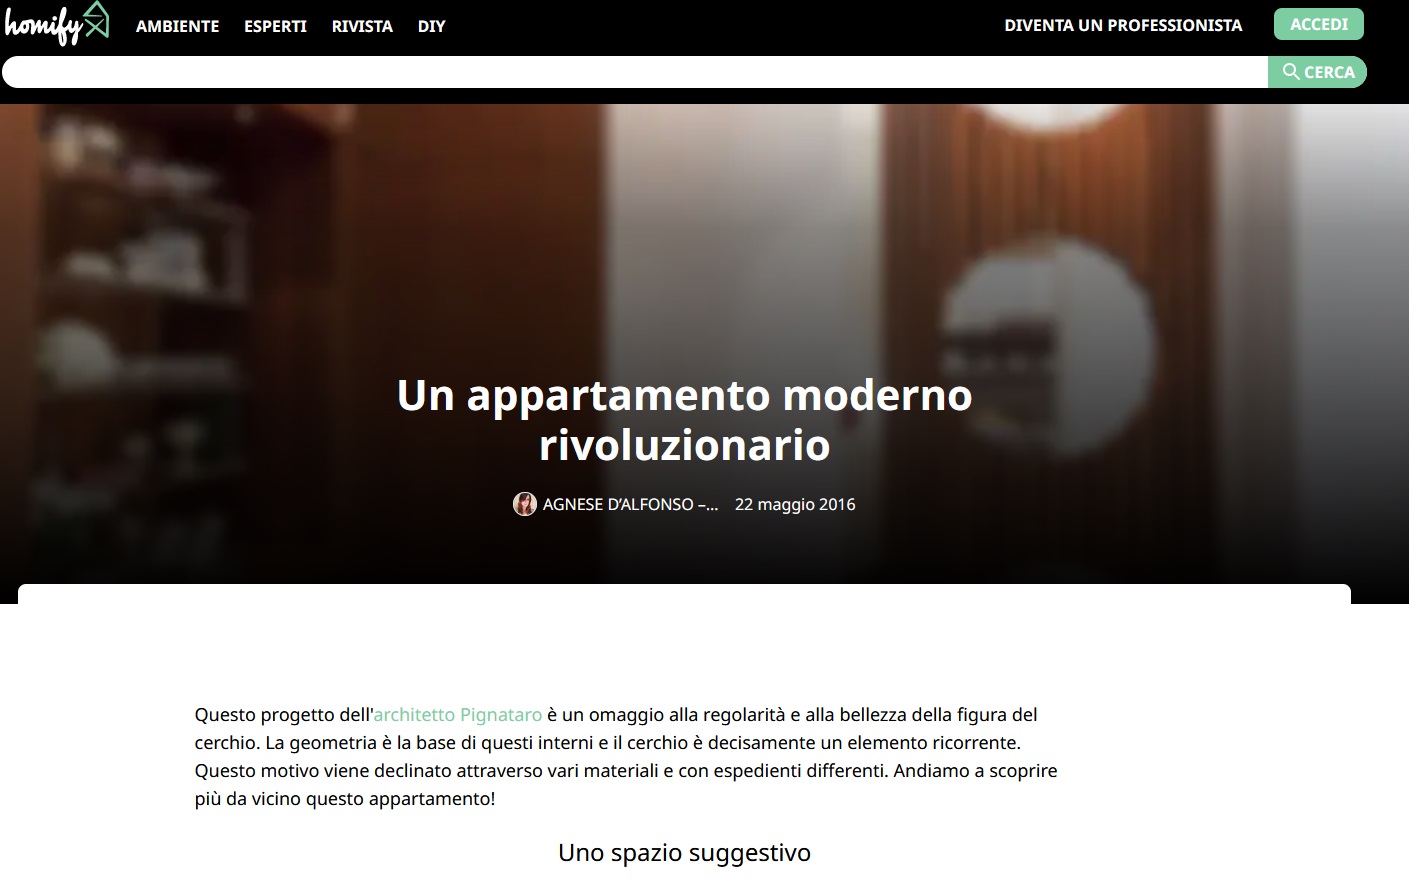 homify
AMBIENTE
ESPERTI
RIVISTA
DIY
DIVENTA UN PROFESSIONISTA
ACCEDI
CERCA
Un appartamento moderno
rivoluzionario
AGNESE D’ALFONSO –...
22 maggio 2016
Questo progetto dell'architetto Pignataro è un omaggio alla regolarità e alla bellezza della figura del
cerchio. La geometria è la base di questi interni e il cerchio è decisamente un elemento ricorrente.
Questo motivo viene declinato attraverso vari materiali e con espedienti differenti. Andiamo a scoprire
più da vicino questo appartamento!
Uno spazio suggestivo